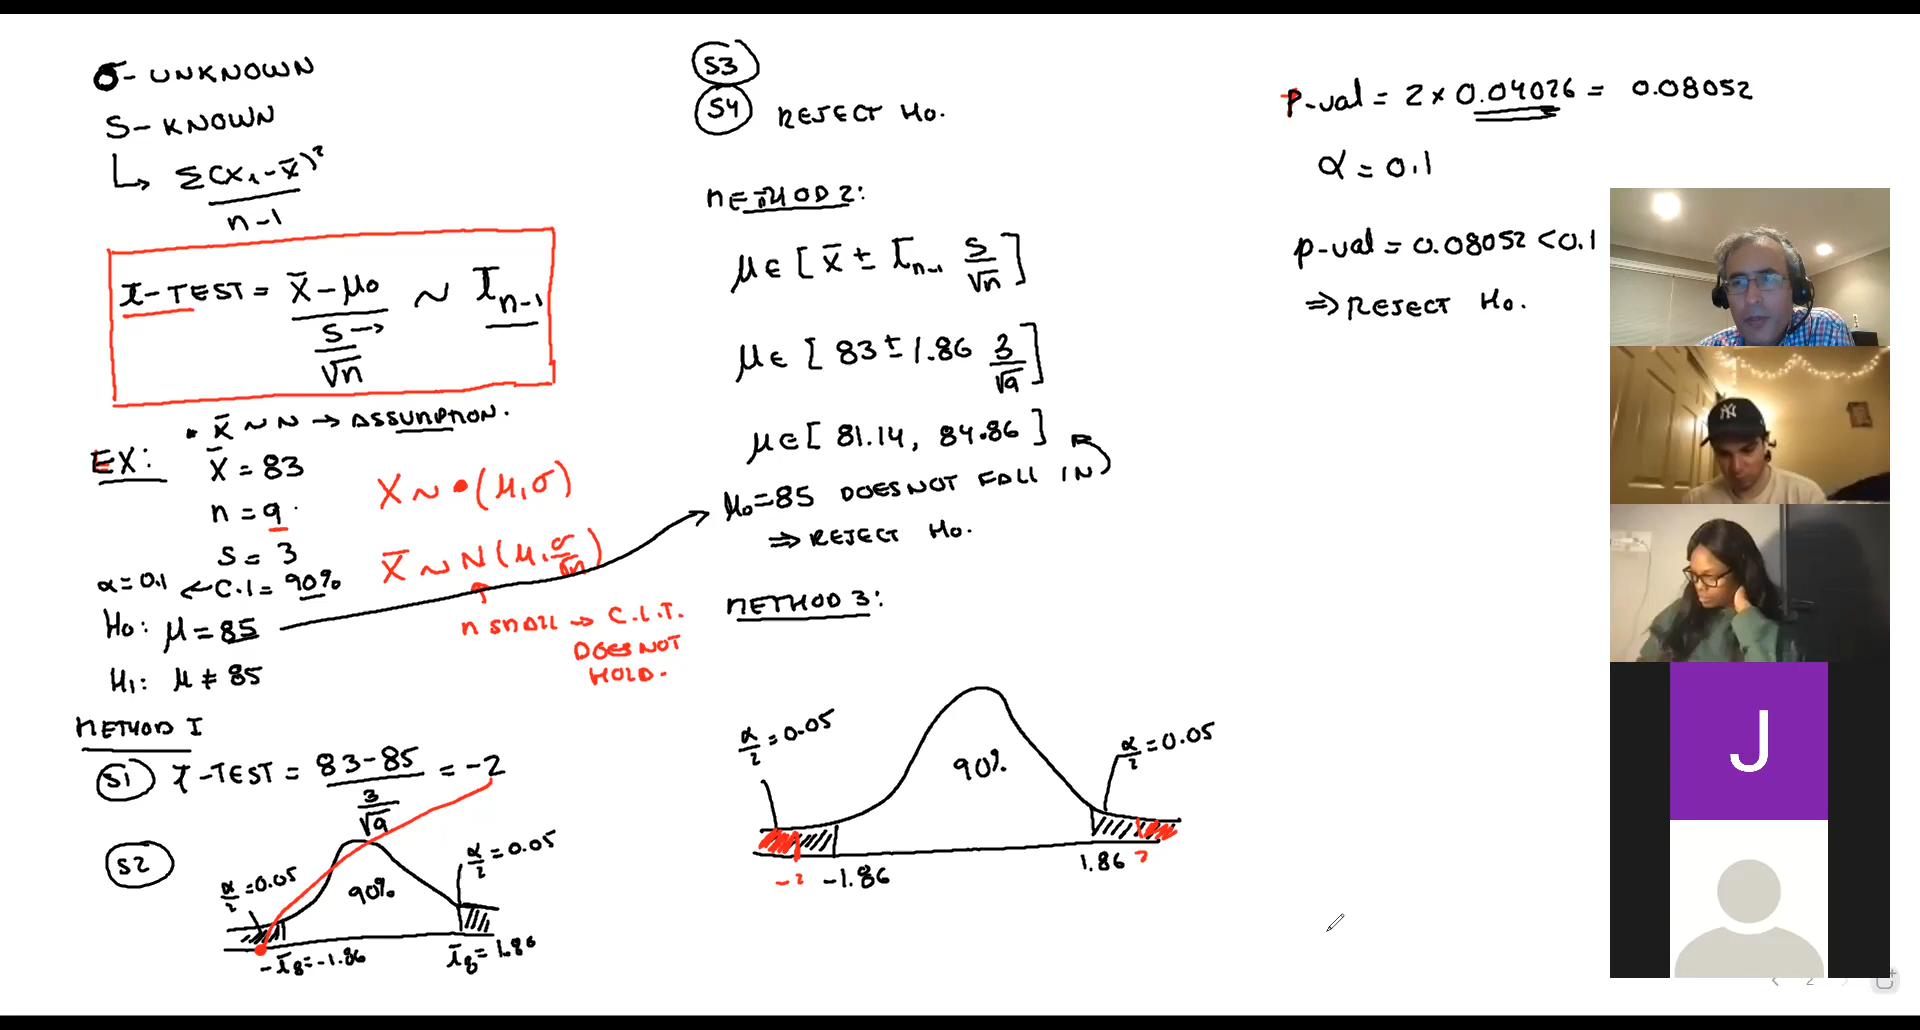 σ- UNKNOWN
S- KNOWN
↳ Σ(xᵢ-x̄)²
n-1
T-TEST = x̄ - μ₀ ~ Tₙ₋₁
S →
√n
• X̄ ~ N → ASSUMPTION.
EX:
X̄ = 83
n = 9
S = 3
α = 0.1 ← C.I = 90%
H₀: μ = 85
H₁: μ ≠ 85
X ~ •(μ, σ)
X̄ ~ N(μ, σ/√n)
n SMALL → C.L.T.
DOES NOT
HOLD.
METHOD I
S1 T-TEST = 83-85 = -2
3
√9
S2
α/2 = 0.05
90%
α/2 = 0.05
-T₈ = -1.86
T₈ = 1.86
S3
S4 REJECT H₀.
METHOD 2:
μ ∈ [ x̄ ± Tₙ₋₁ S/√n ]
μ ∈ [ 83 ± 1.86 3/√9 ]
μ ∈ [ 81.14, 84.86 ]
μ₀ = 85 DOES NOT FALL IN
⇒ REJECT H₀.
METHOD 3:
α/2 = 0.05
90%
α/2 = 0.05
-2 -1.86
1.86 2
p-val = 2 × 0.04026 = 0.08052
α = 0.1
p-val = 0.08052 < 0.1
⇒ REJECT H₀.
NY
J
2